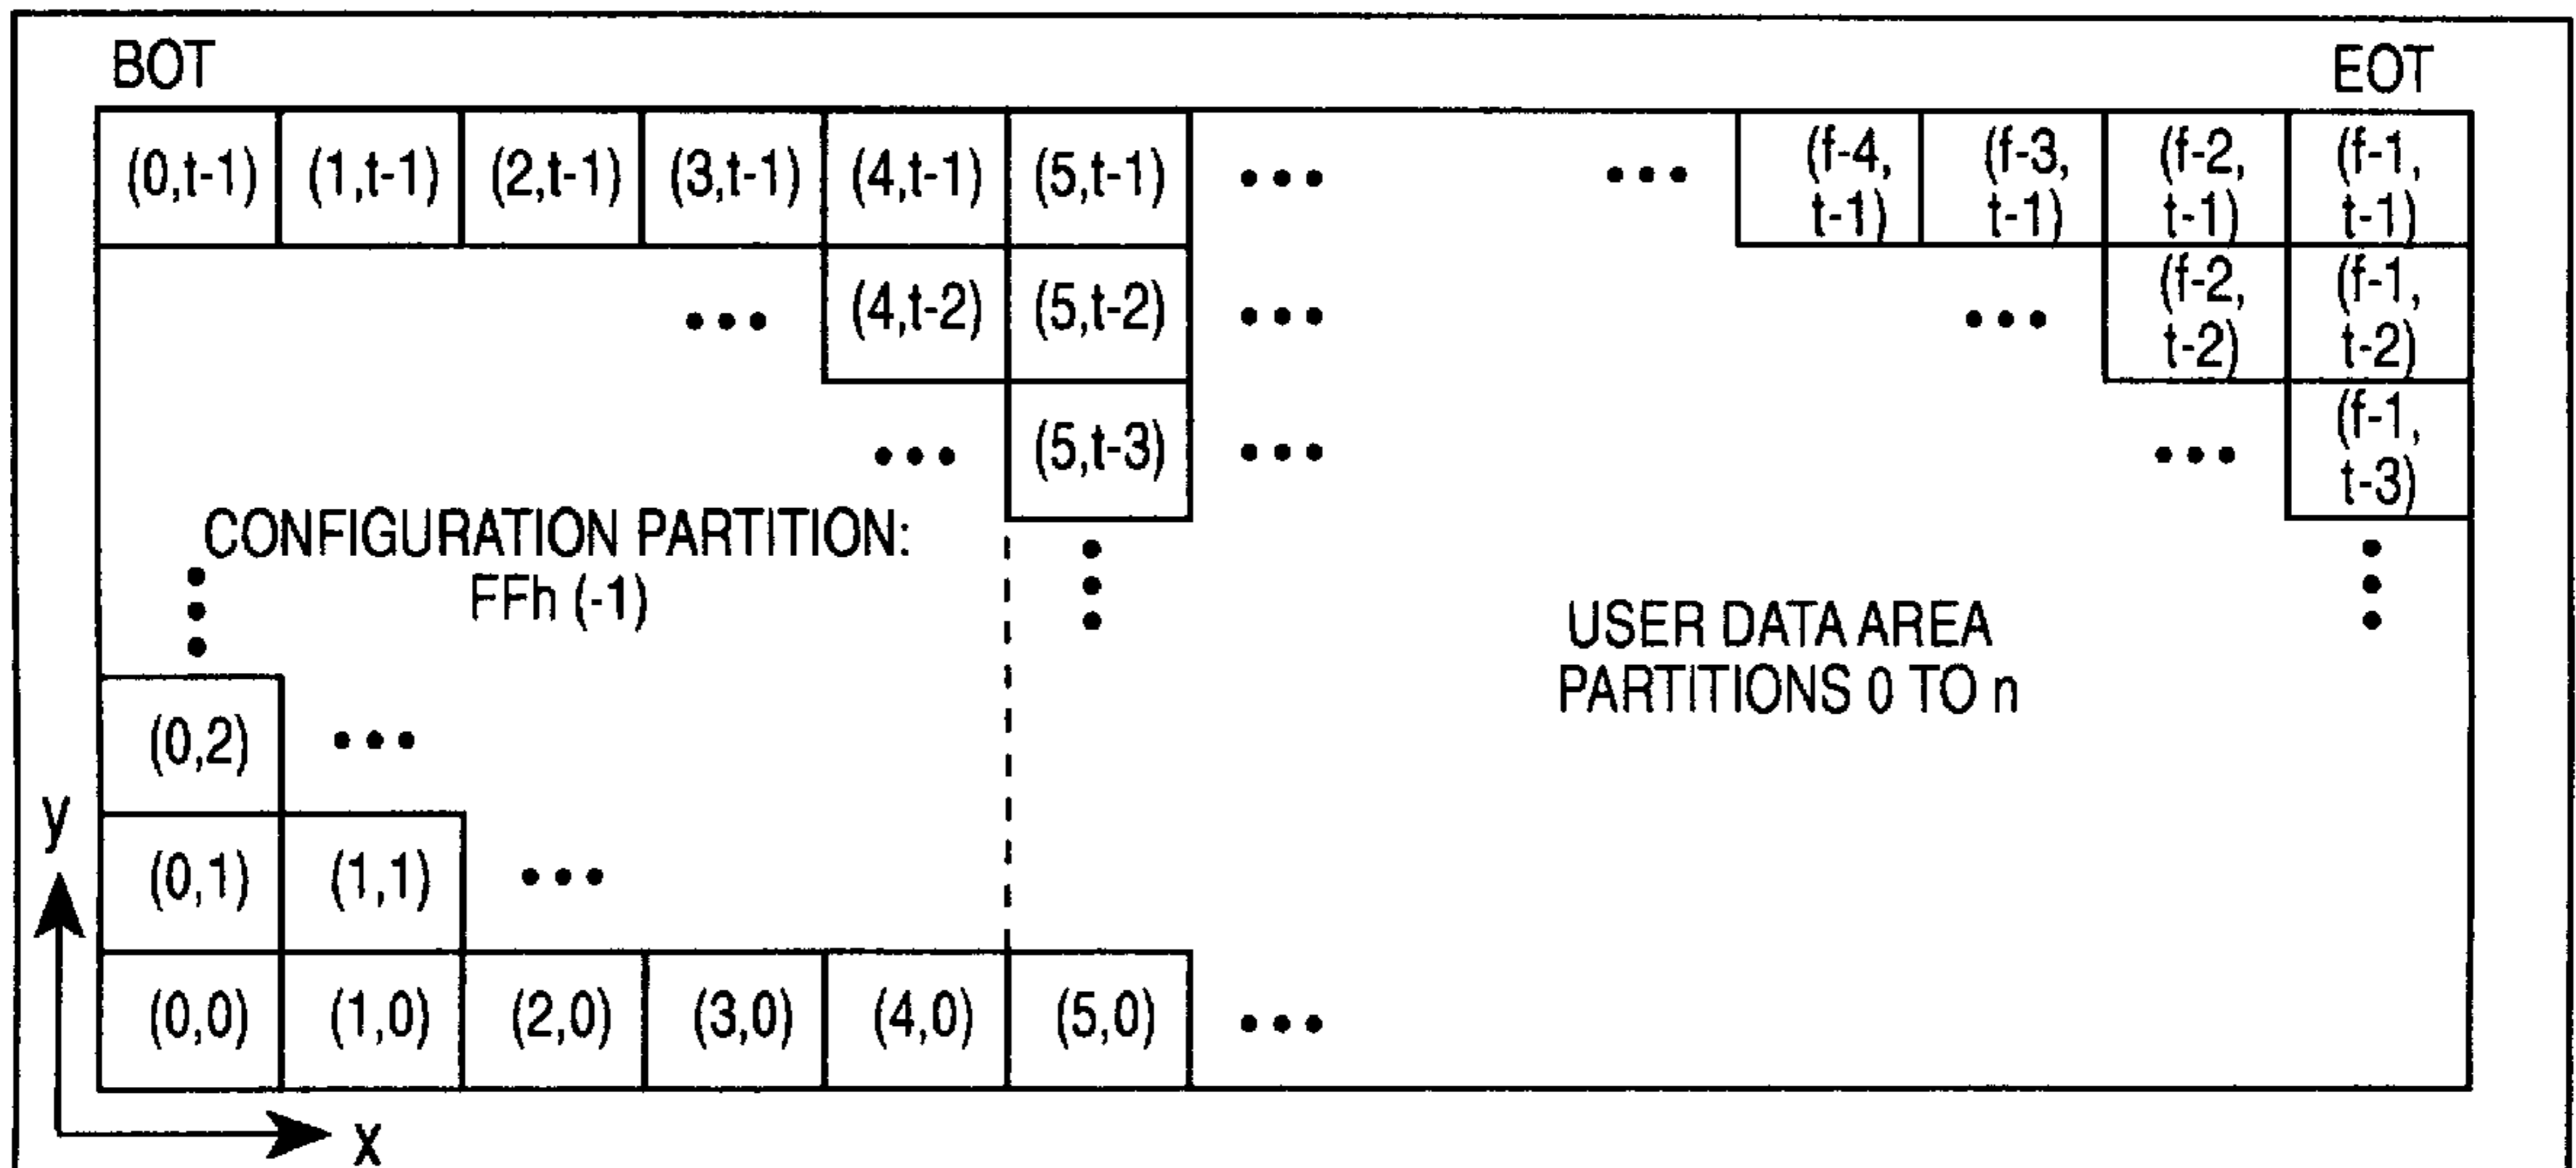 BOT EOT
(0,t-1) (1,t-1) (2,t-1) (3,t-1) (4,t-1) (5,t-1) ••• ••• (f-4, t-1) (f-3, t-1) (f-2, t-1) (f-1, t-1)
••• (4,t-2) (5,t-2) ••• ••• (f-2, t-2) (f-1, t-2)
••• (5,t-3) ••• ••• (f-1, t-3)
CONFIGURATION PARTITION:
FFh (-1)
USER DATA AREA
PARTITIONS 0 TO n
(0,2) •••
y
(0,1) (1,1) •••
(0,0) (1,0) (2,0) (3,0) (4,0) (5,0) •••
x